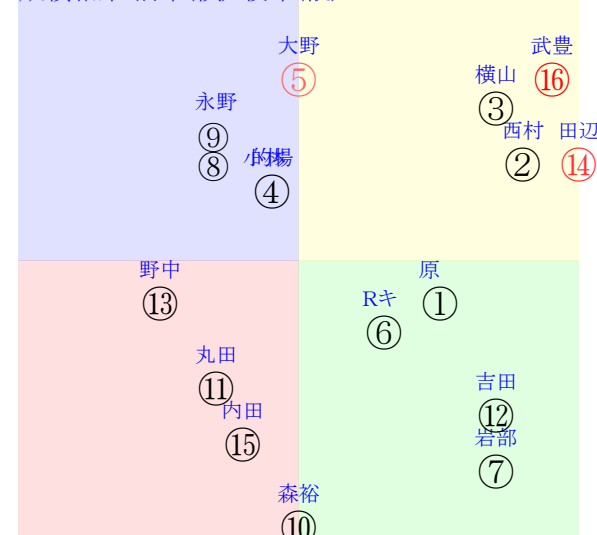 大野
武豊
⑤
横山
⑯
永野
③
西村
田辺
⑨
⑧
②
⑭
④
野中
原
⑬
Rキ
①
⑥
丸田
吉田
⑪
内田
⑫
岩部
⑮
⑦
森裕
⑩